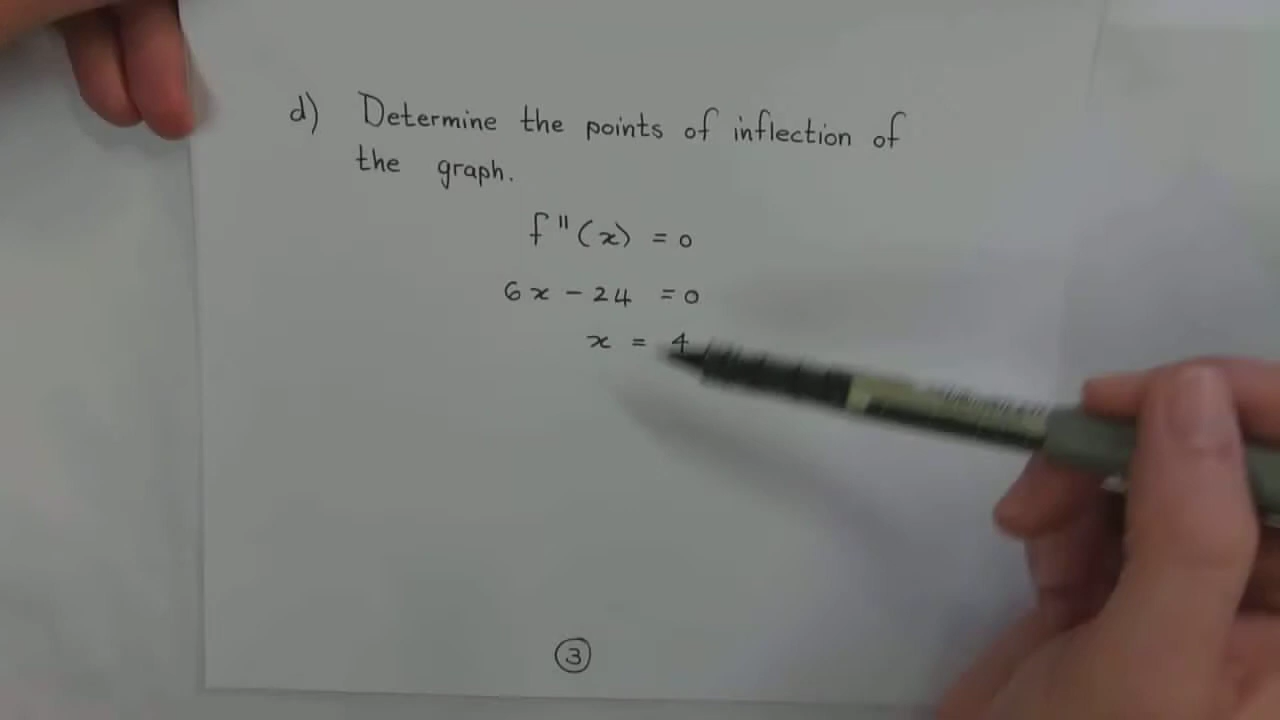 d) Determine the points of inflection of
the graph.
f"(x) = 0
6x - 24 = 0
x = 4
3